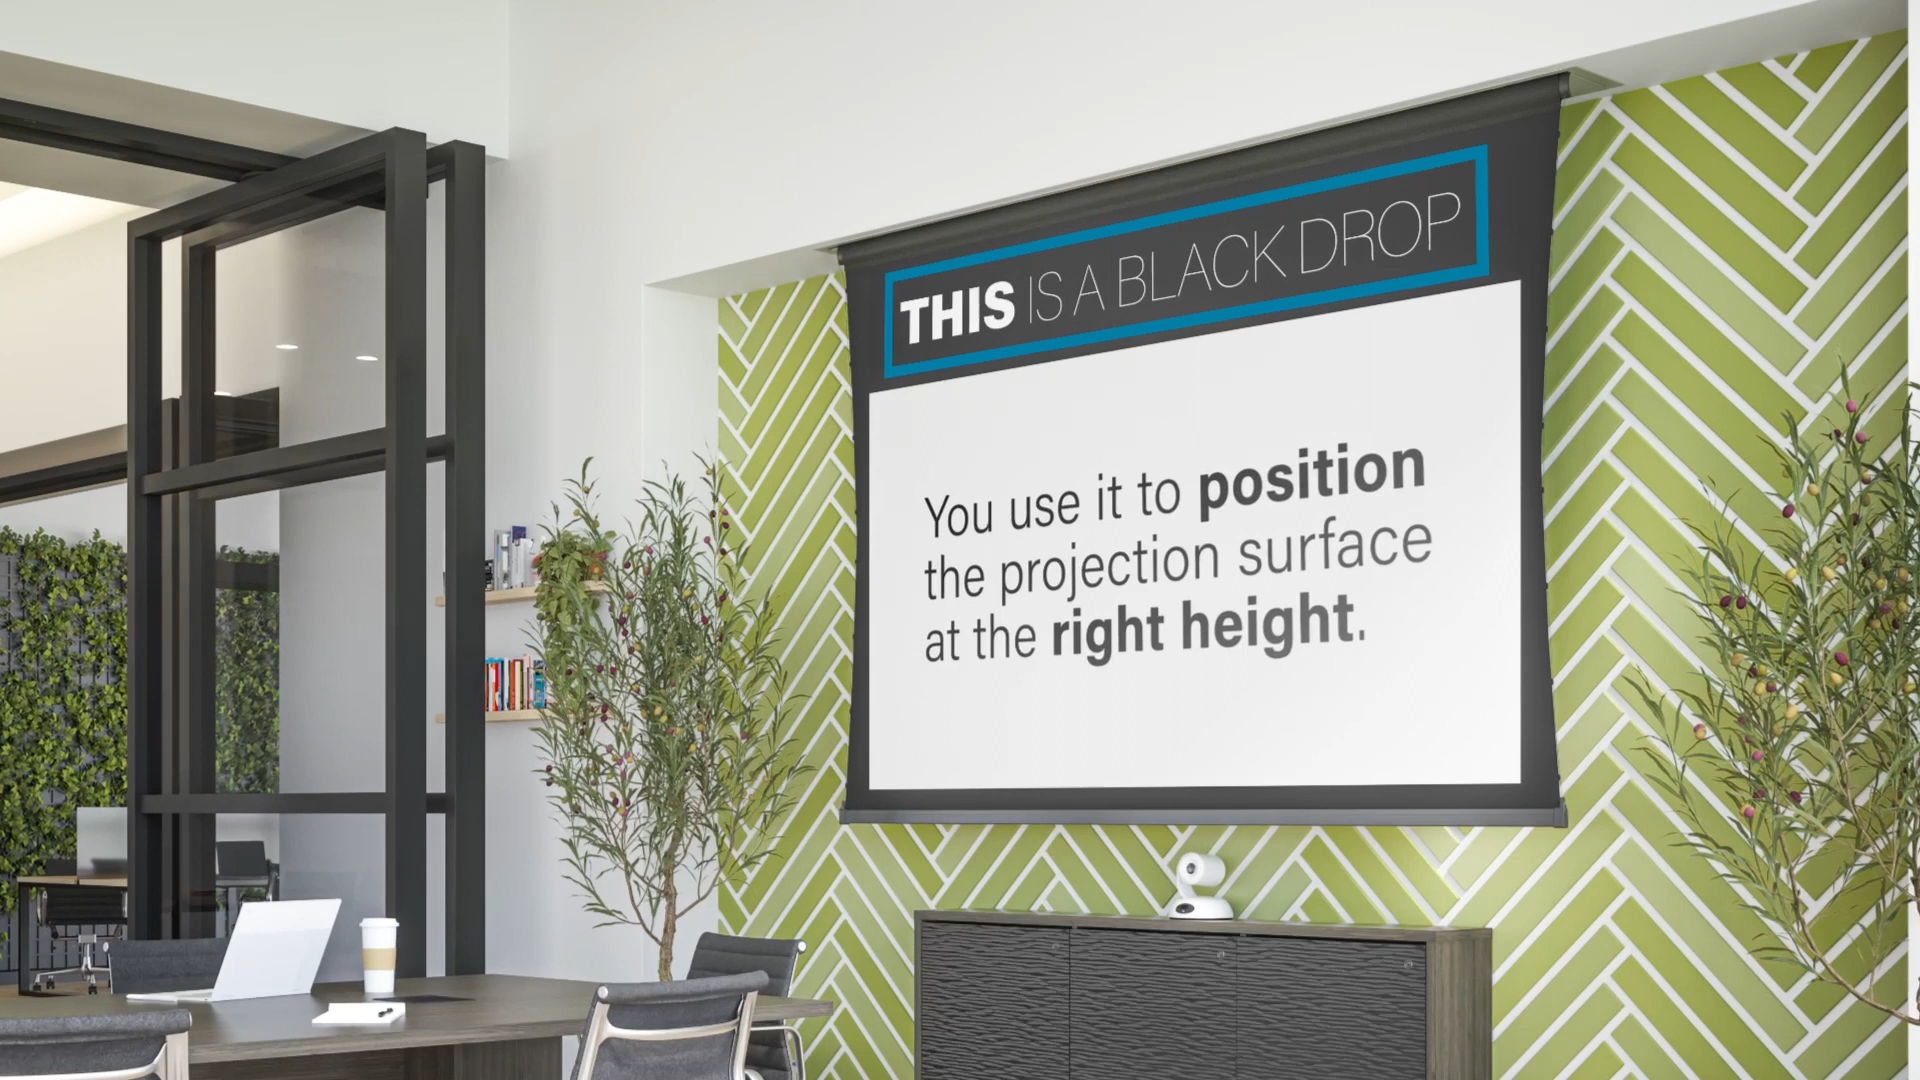 THIS IS A BLACK DROP
You use it to position
the projection surface
at the right height.